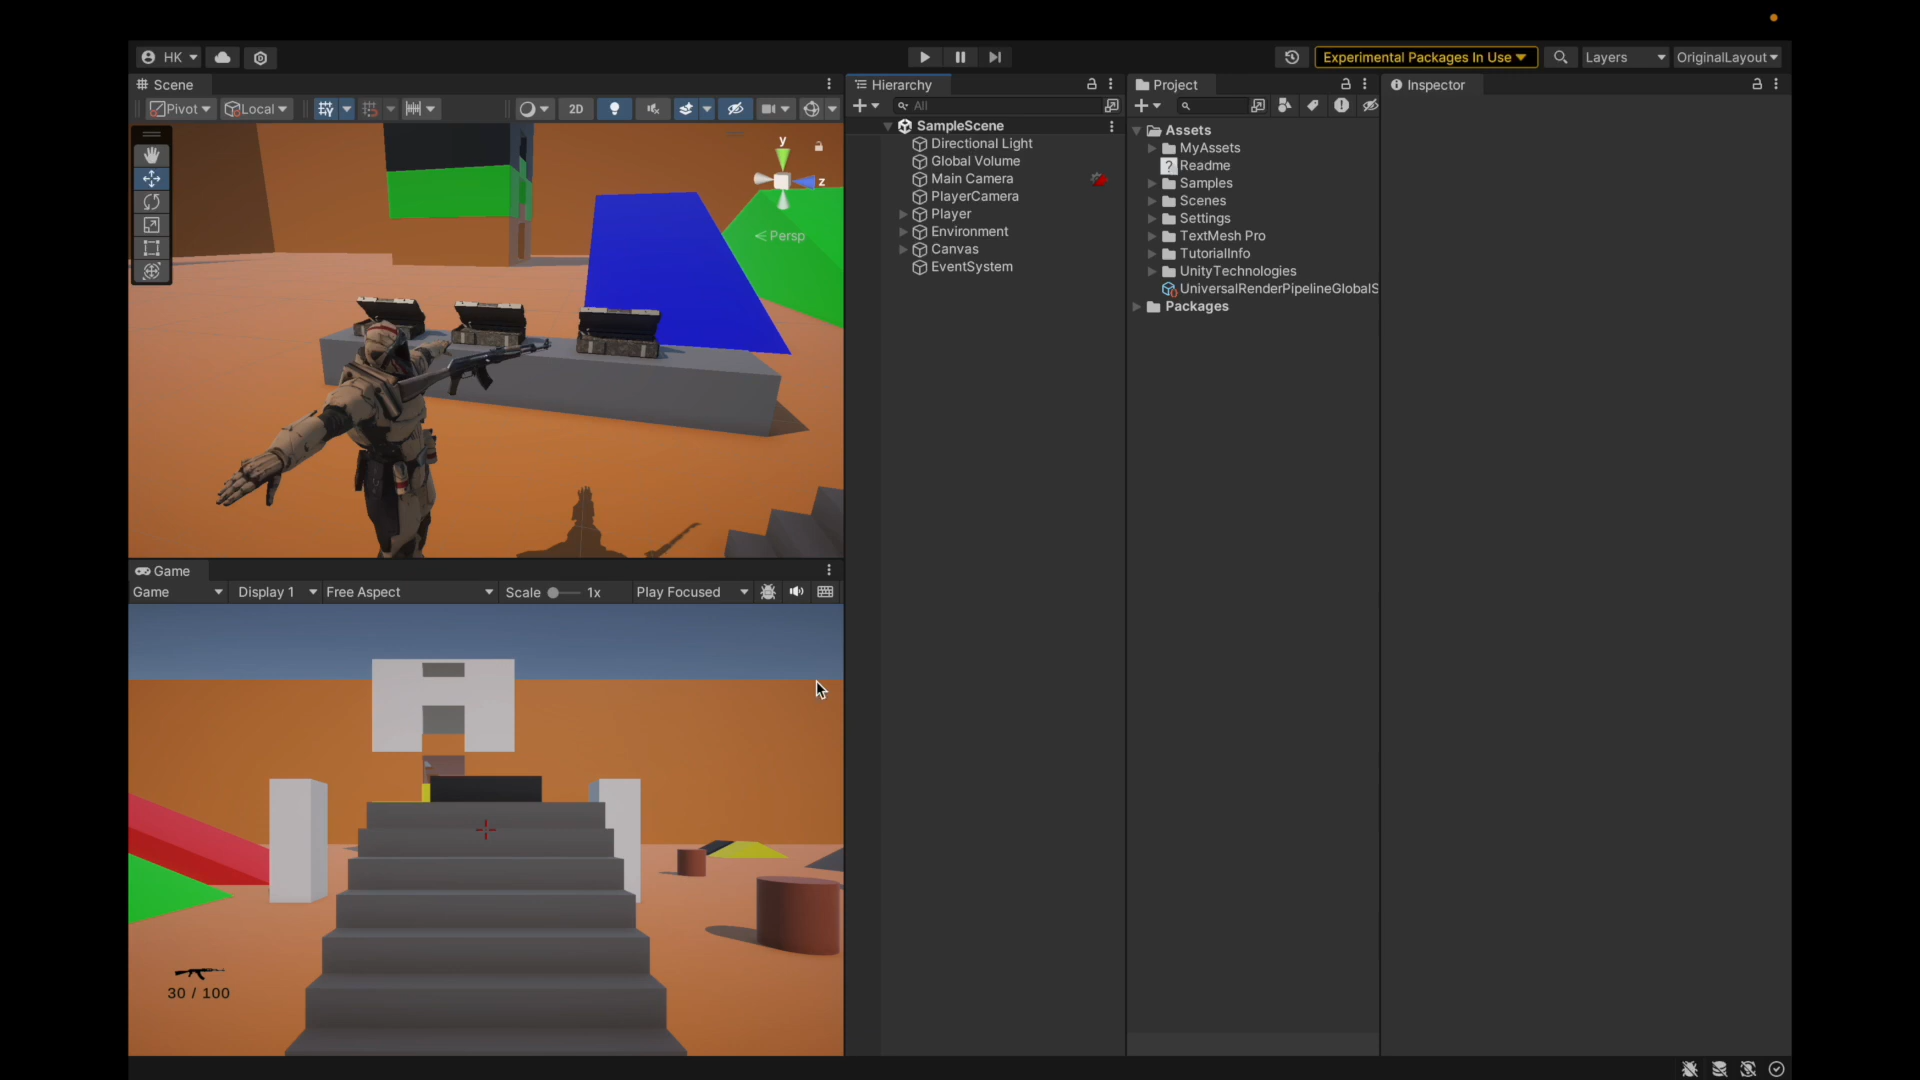 HK
Experimental Packages In Use
Layers
OriginalLayout
Scene
Pivot
Local
2D
y
z
Persp
Game
Game
Display 1
Free Aspect
Scale
1x
Play Focused
30 / 100
Hierarchy
All
SampleScene
Directional Light
Global Volume
Main Camera
PlayerCamera
Player
Environment
Canvas
EventSystem
Project
Assets
MyAssets
Readme
Samples
Scenes
Settings
TextMesh Pro
TutorialInfo
UnityTechnologies
UniversalRenderPipelineGlobalS
Packages
Inspector